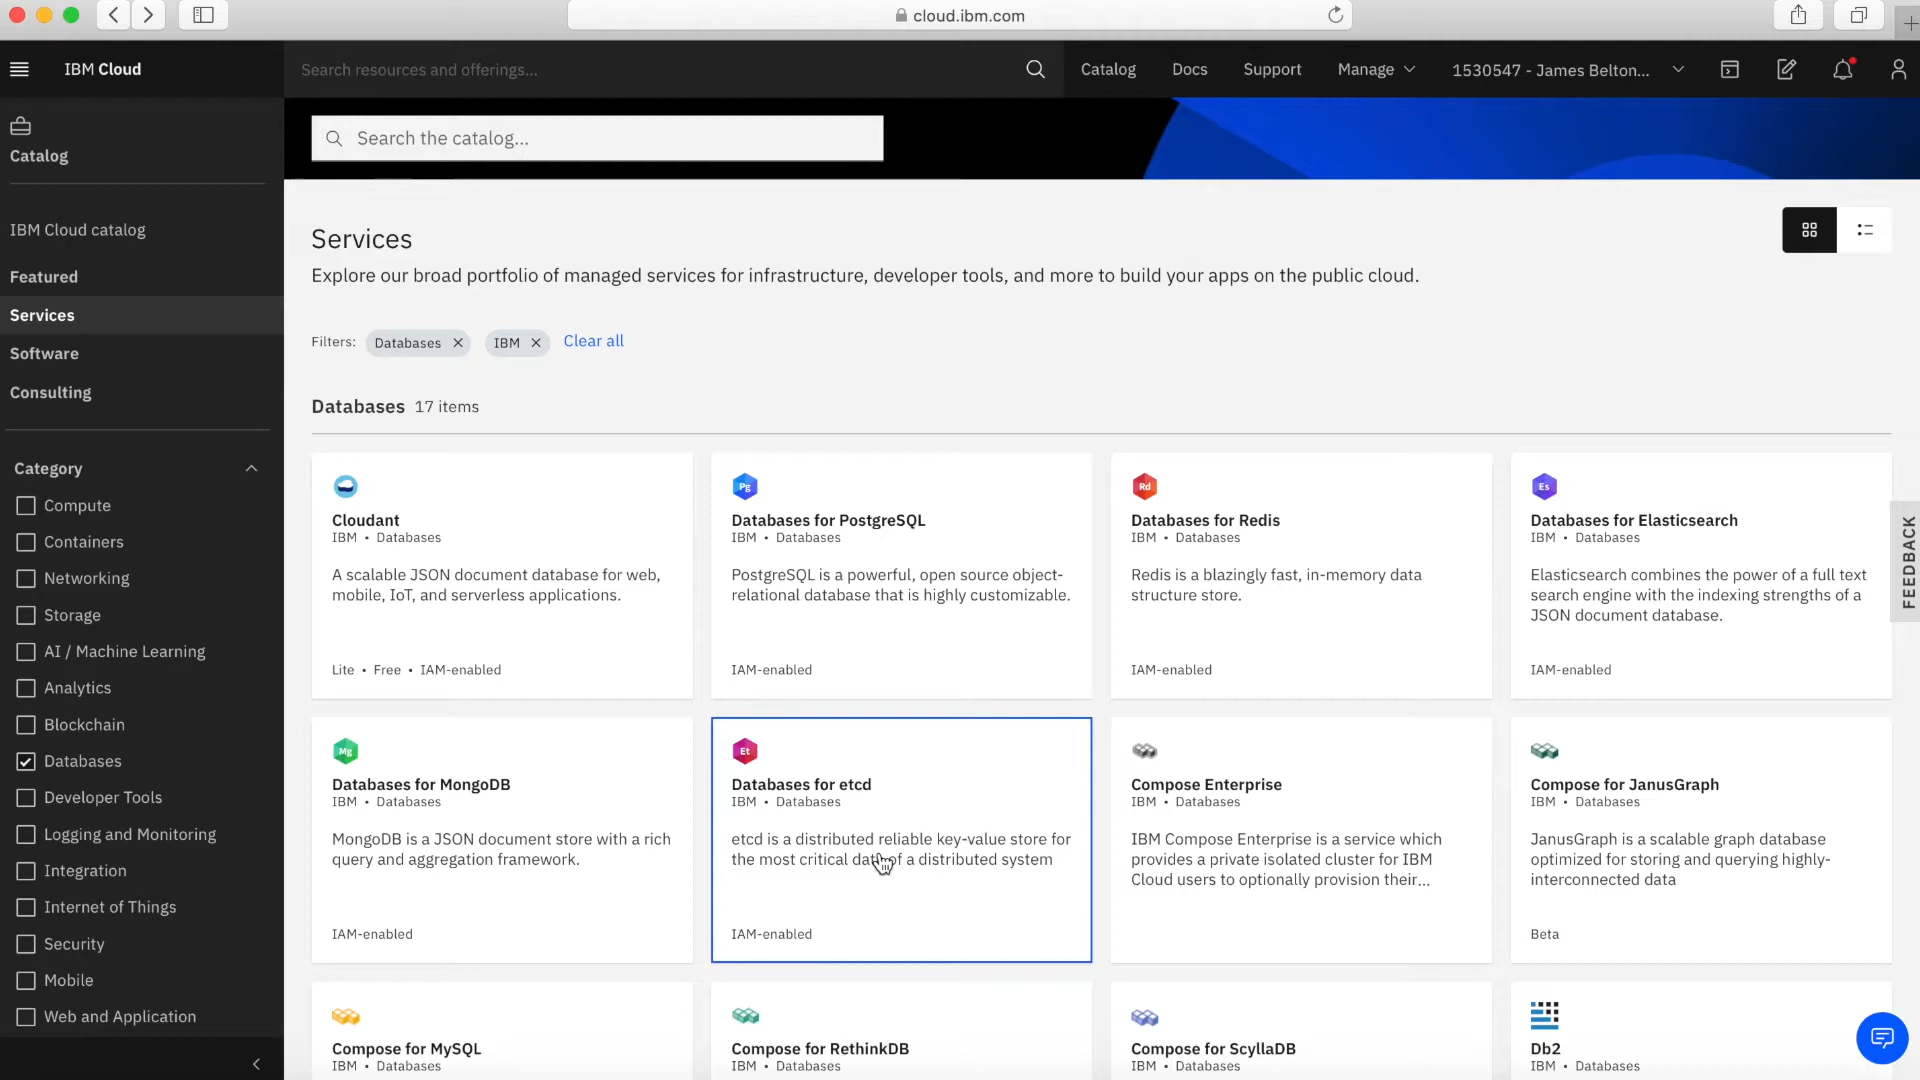 cloud.ibm.com
IBM Cloud
Search resources and offerings...
Catalog
Docs
Support
Manage
1530547 - James Belton...
Catalog
IBM Cloud catalog
Featured
Services
Software
Consulting
Category
Compute
Containers
Networking
Storage
AI / Machine Learning
Analytics
Blockchain
Databases
Developer Tools
Logging and Monitoring
Integration
Internet of Things
Security
Mobile
Web and Application
Search the catalog...
Services
Explore our broad portfolio of managed services for infrastructure, developer tools, and more to build your apps on the public cloud.
Filters: Databases IBM Clear all
Databases 17 items
Cloudant
IBM • Databases
A scalable JSON document database for web,
mobile, IoT, and serverless applications.
Lite • Free • IAM-enabled
Pg
Databases for PostgreSQL
IBM • Databases
PostgreSQL is a powerful, open source object-
relational database that is highly customizable.
IAM-enabled
Rd
Databases for Redis
IBM • Databases
Redis is a blazingly fast, in-memory data
structure store.
IAM-enabled
Es
Databases for Elasticsearch
IBM • Databases
Elasticsearch combines the power of a full text
search engine with the indexing strengths of a
JSON document database.
IAM-enabled
Mg
Databases for MongoDB
IBM • Databases
MongoDB is a JSON document store with a rich
query and aggregation framework.
IAM-enabled
Et
Databases for etcd
IBM • Databases
etcd is a distributed reliable key-value store for
the most critical data of a distributed system
IAM-enabled
Compose Enterprise
IBM • Databases
IBM Compose Enterprise is a service which
provides a private isolated cluster for IBM
Cloud users to optionally provision their...
Compose for JanusGraph
IBM • Databases
JanusGraph is a scalable graph database
optimized for storing and querying highly-
interconnected data
Beta
Compose for MySQL
IBM • Databases
Compose for RethinkDB
IBM • Databases
Compose for ScyllaDB
IBM • Databases
Db2
IBM • Databases
FEEDBACK